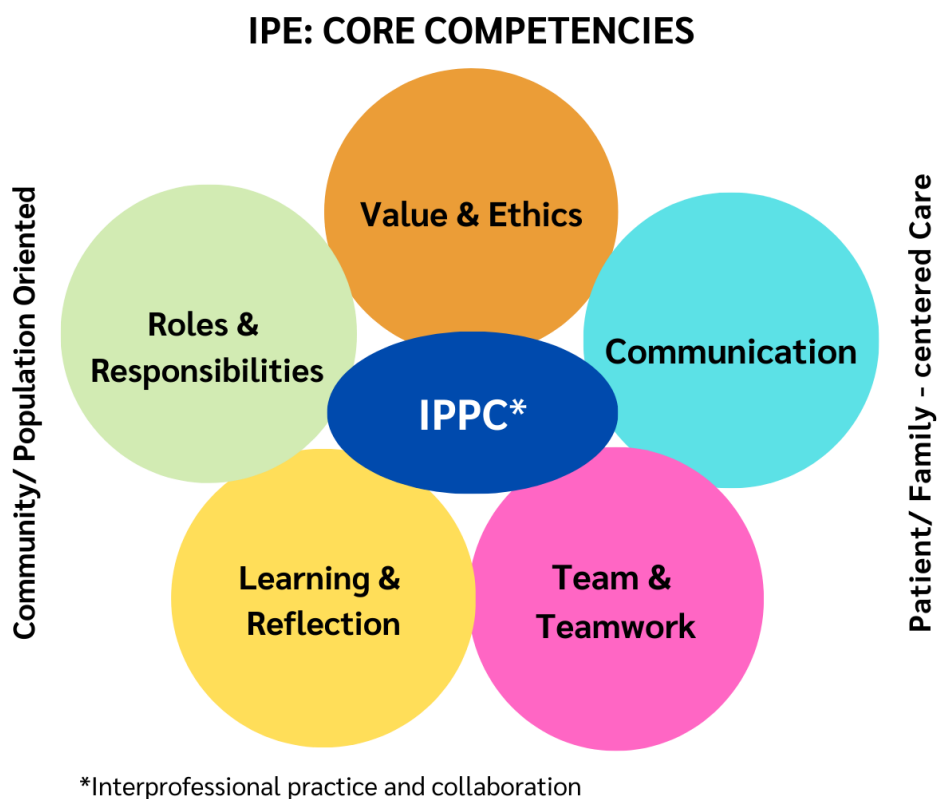 IPE: CORE COMPETENCIES
Community/ Population Oriented
Value & Ethics
Roles &
Responsibilities
Communication
IPPC*
Learning &
Reflection
Team &
Teamwork
Patient/ Family - centered Care
*Interprofessional practice and collaboration